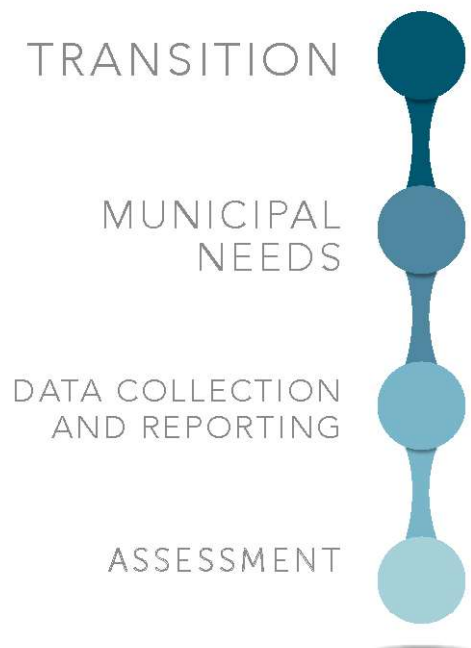 TRANSITION
MUNICIPAL
NEEDS
DATA COLLECTION
AND REPORTING
ASSESSMENT